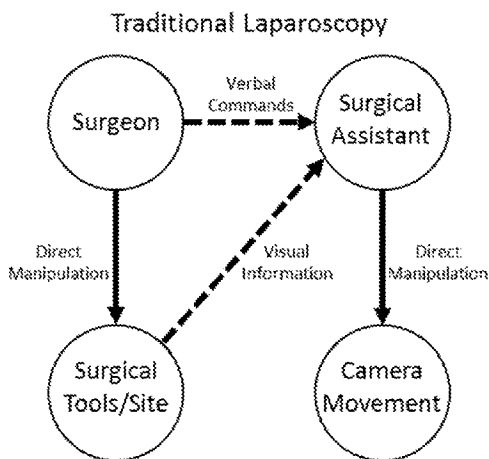 Traditional Laparoscopy
Surgeon
Verbal
Commands
Surgical
Assistant
Direct
Manipulation
Visual
Information
Direct
Manipulation
Surgical
Tools/Site
Camera
Movement